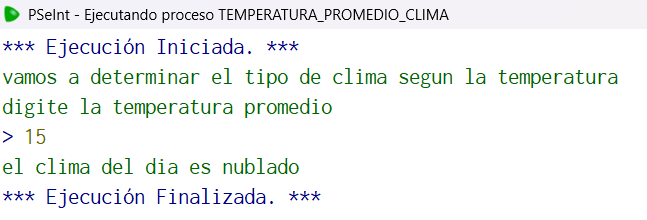 PSeInt - Ejecutando proceso TEMPERATURA_PROMEDIO_CLIMA
*** Ejecución Iniciada. ***
vamos a determinar el tipo de clima segun la temperatura
digite la temperatura promedio
> 15
el clima del dia es nublado
*** Ejecución Finalizada. ***